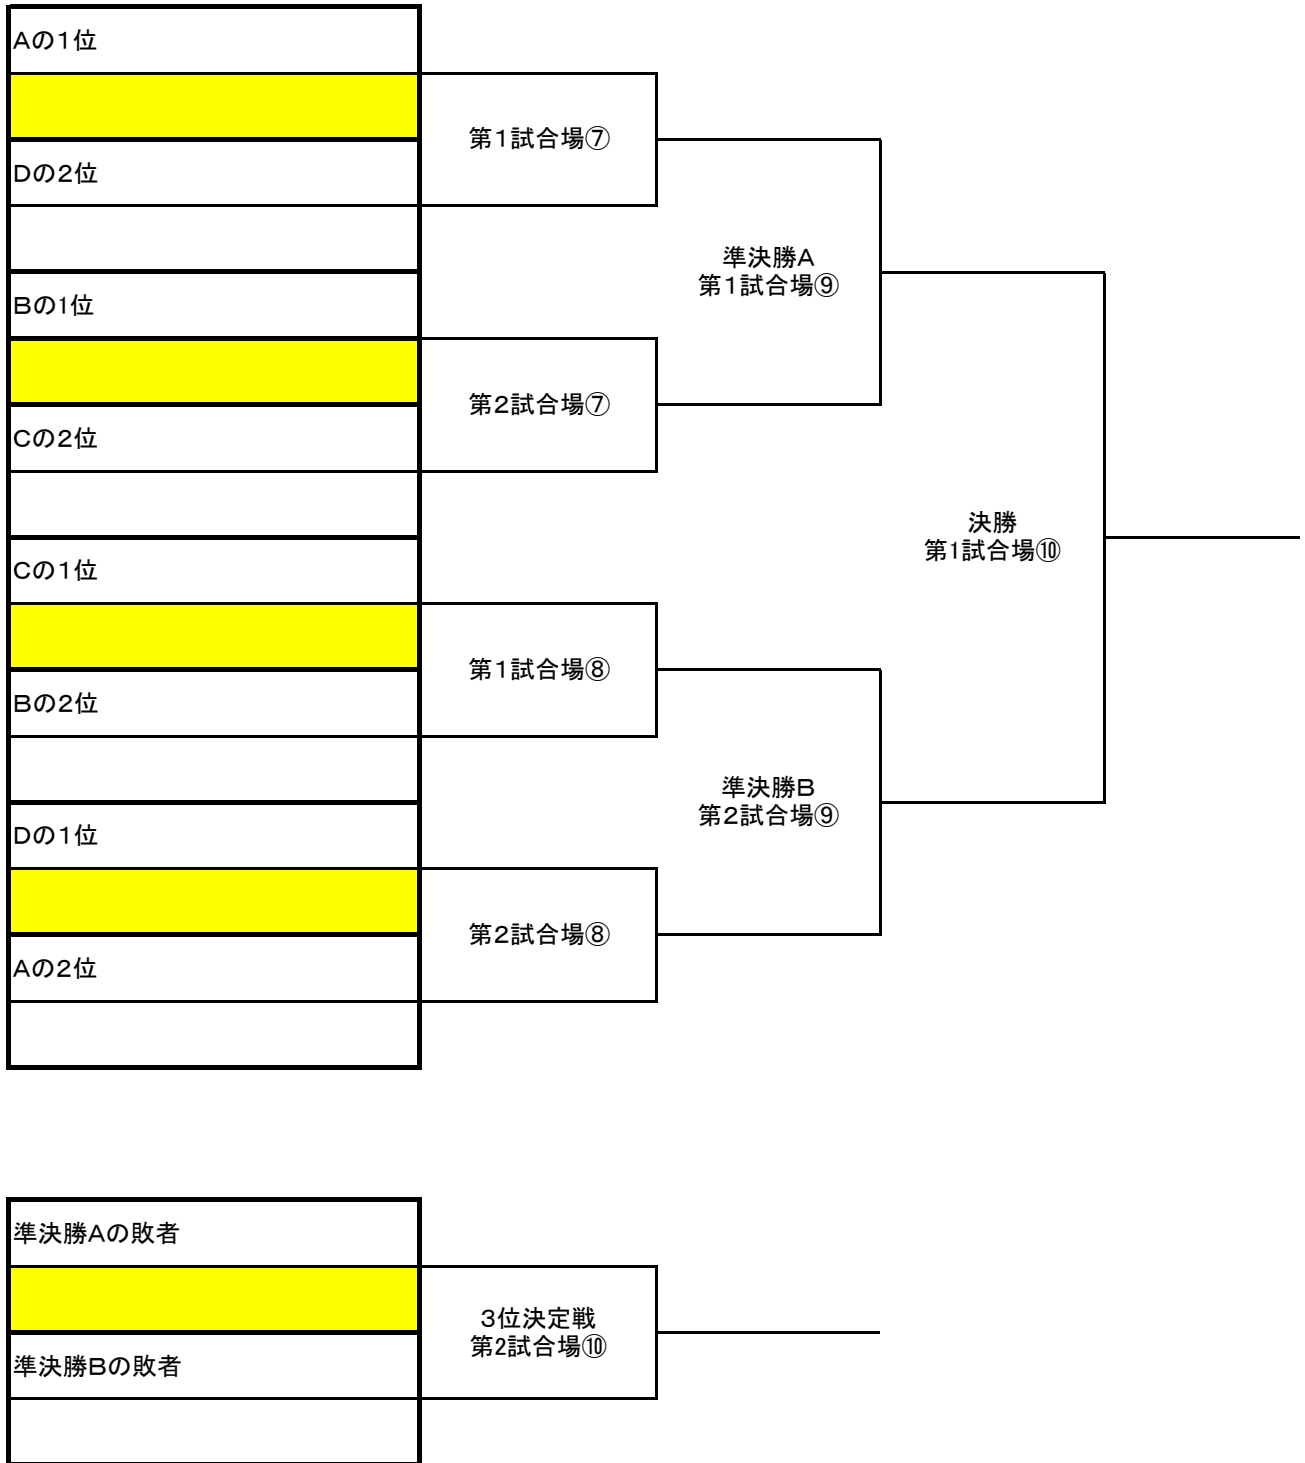 Aの１位
第１試合場⑦
Dの２位
準決勝A
第１試合場⑨
Bの1位
第２試合場⑦
Cの２位
決勝
第1試合場⑩
Cの１位
第１試合場⑧
Bの２位
準決勝B
第２試合場⑨
Dの１位
第２試合場⑧
Aの２位
準決勝Aの敗者
３位決定戦
第2試合場⑩
準決勝Bの敗者